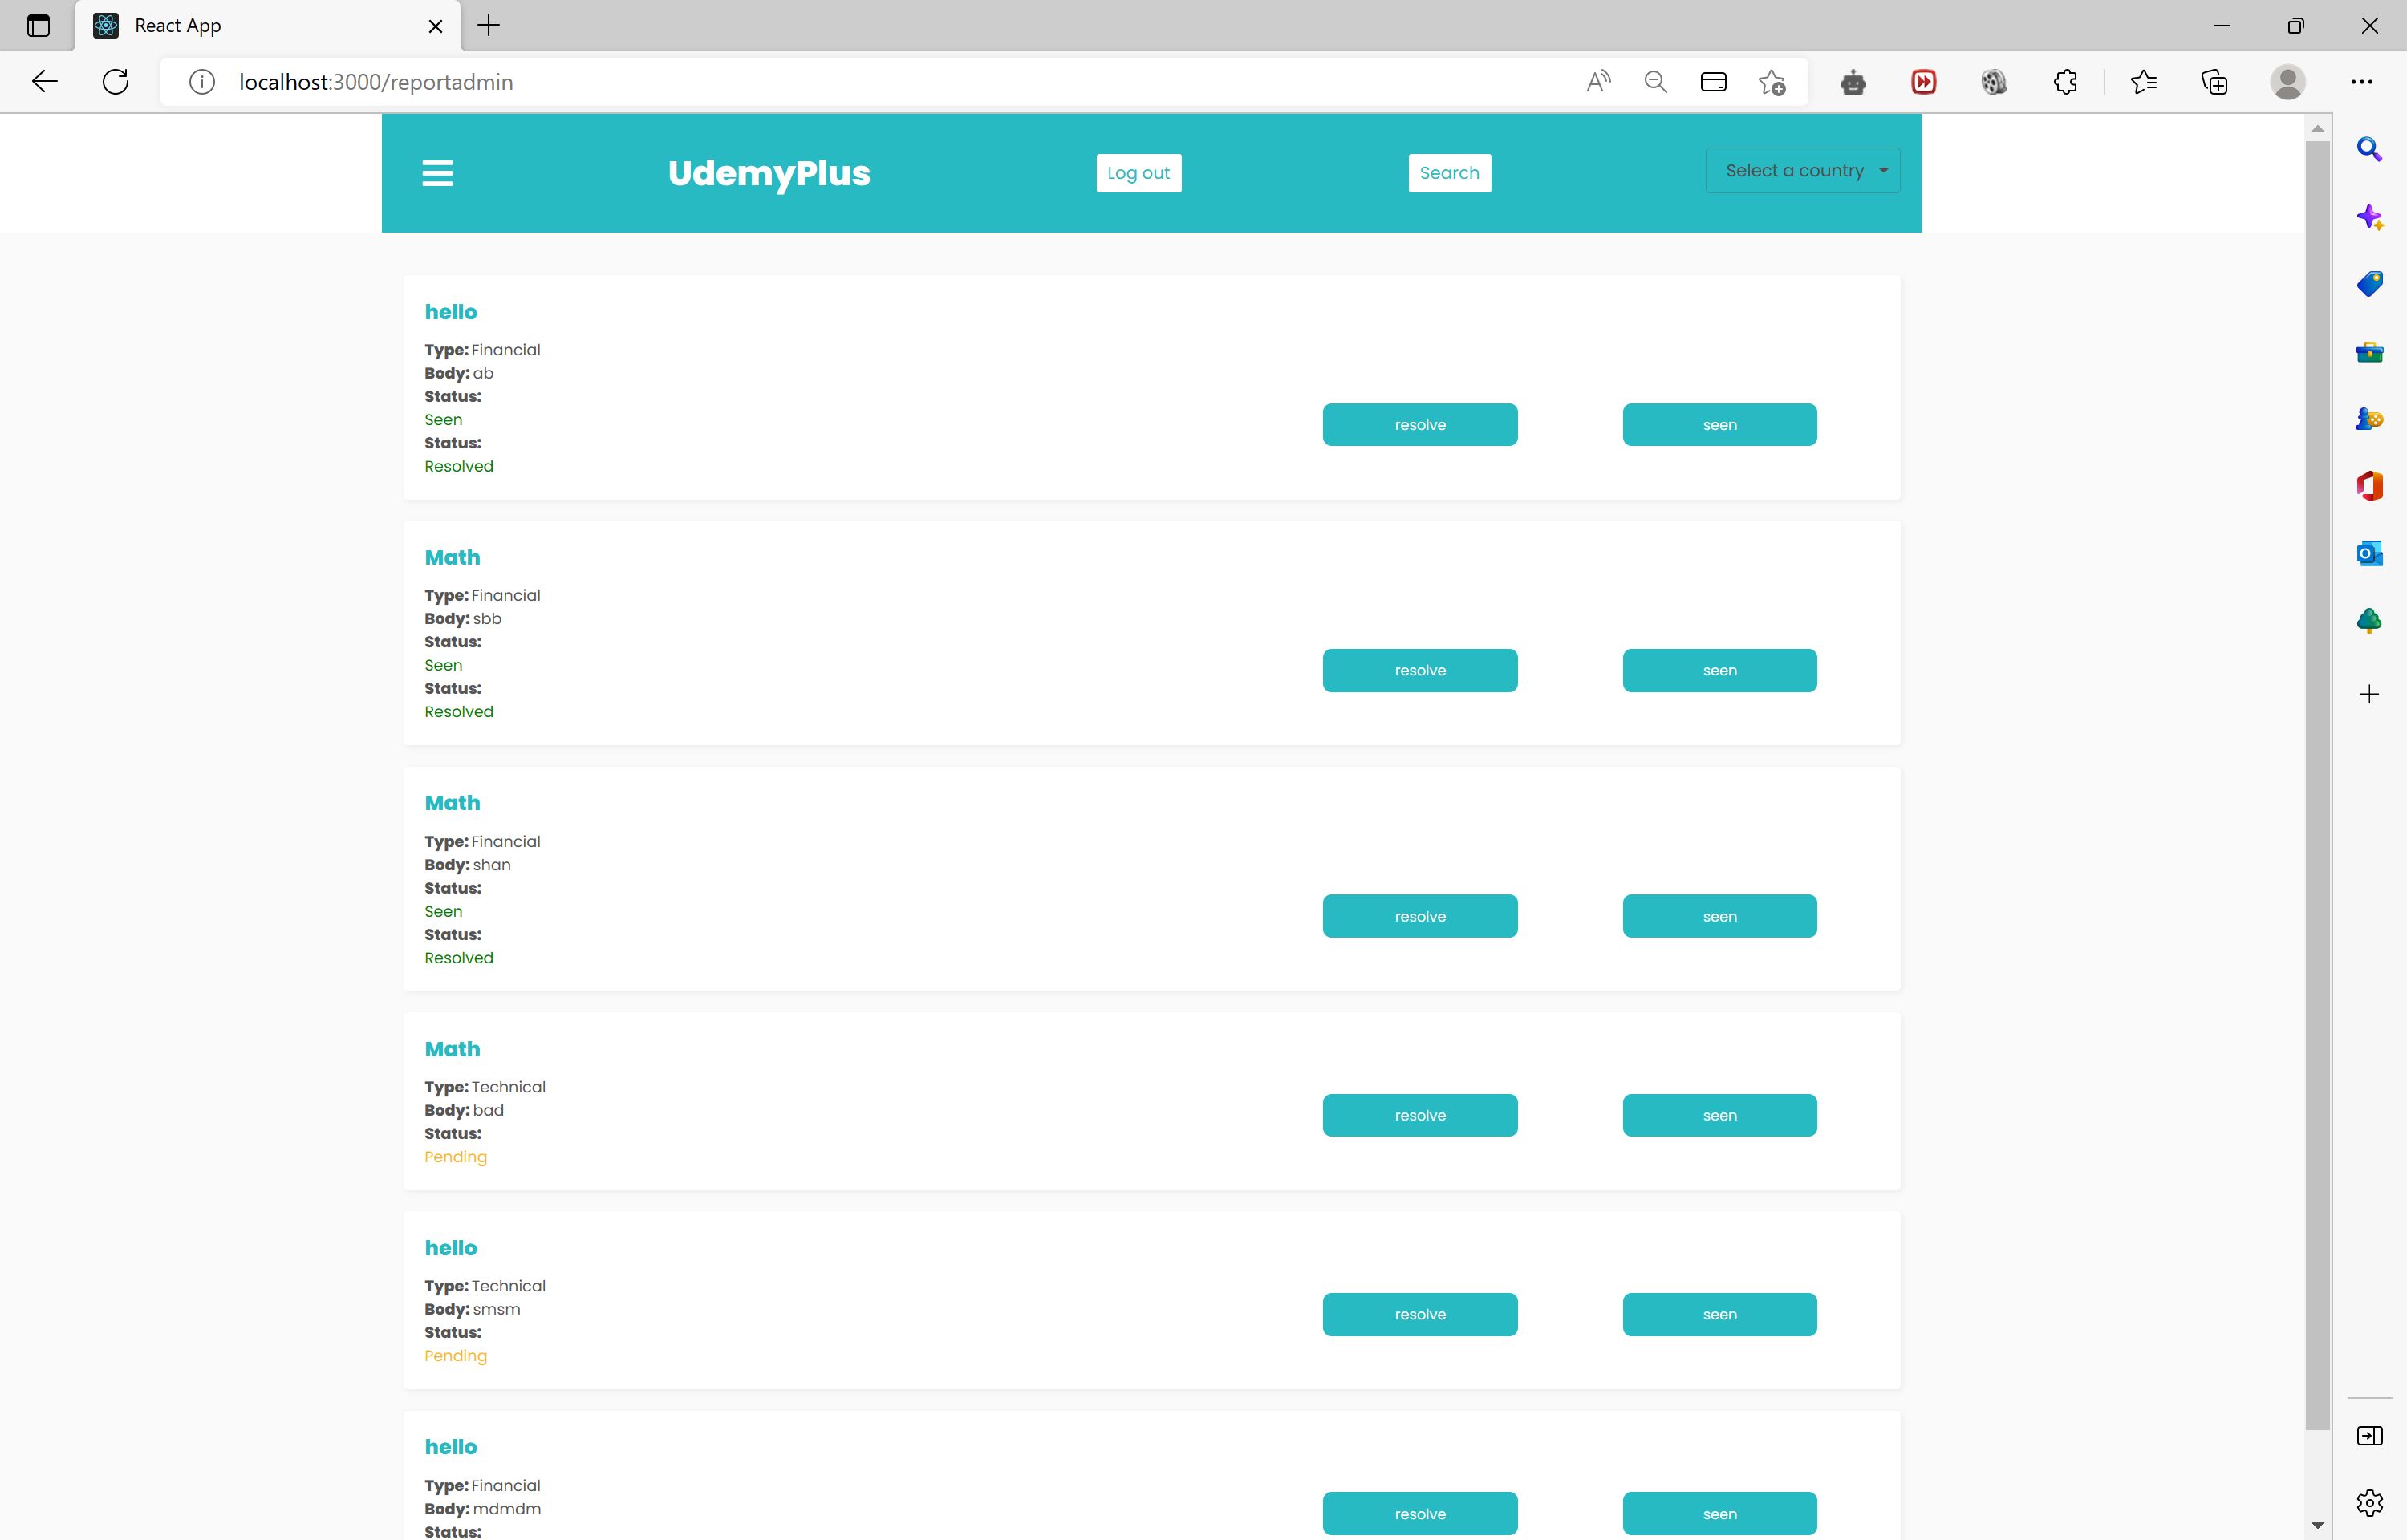 React App
localhost:3000/reportadmin
UdemyPlus
Log out
Search
Select a country
hello
Type: Financial
Body: ab
Status:
Seen
Status:
Resolved
resolve
seen
Math
Type: Financial
Body: sbb
Status:
Seen
Status:
Resolved
resolve
seen
Math
Type: Financial
Body: shan
Status:
Seen
Status:
Resolved
resolve
seen
Math
Type: Technical
Body: bad
Status:
Pending
resolve
seen
hello
Type: Technical
Body: smsm
Status:
Pending
resolve
seen
hello
Type: Financial
Body: mdmdm
Status:
resolve
seen